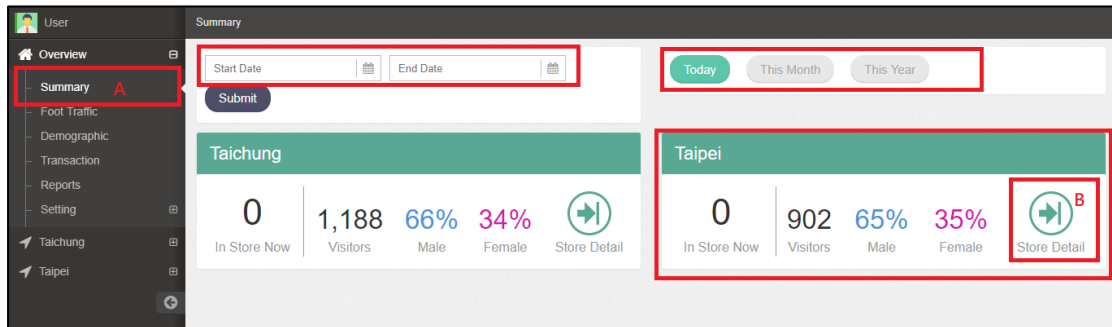 User
Summary
Overview
Summary A
Foot Traffic
Demographic
Transaction
Reports
Setting
Taichung
Taipei
Start Date End Date
Submit
Today This Month This Year
Taichung
0 1,188 66% 34%
In Store Now Visitors Male Female Store Detail
Taipei
0 902 65% 35% B
In Store Now Visitors Male Female Store Detail